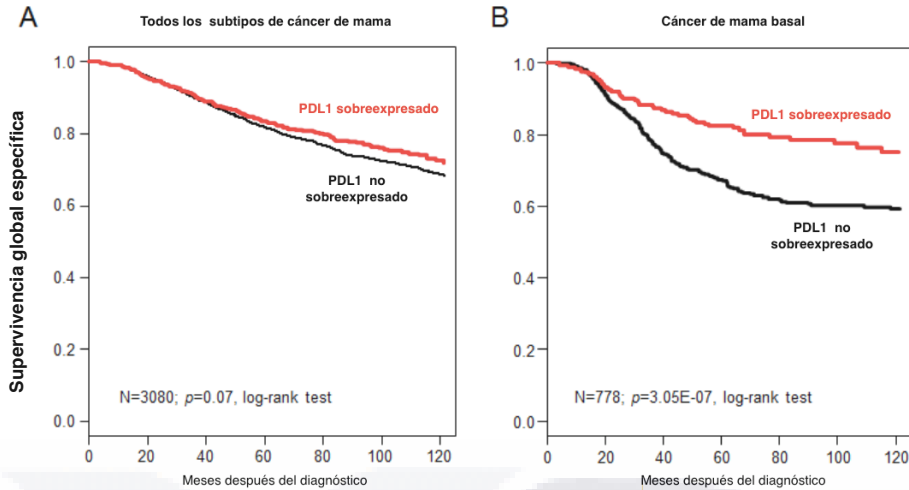 A
Todos los subtipos de cáncer de mama
Supervivencia global específica
1.0
0.8
0.6
0.4
0.2
0.0
PDL1 sobreexpresado
PDL1 no
sobreexpresado
N=3080; p=0.07, log-rank test
0 20 40 60 80 100 120
Meses después del diagnóstico
B
Cáncer de mama basal
1.0
0.8
0.6
0.4
0.2
0.0
PDL1 sobreexpresado
PDL1 no
sobreexpresado
N=778; p=3.05E-07, log-rank test
0 20 40 60 80 100 120
Meses después del diagnóstico